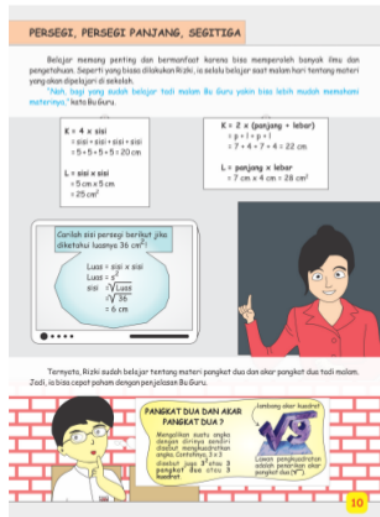 PERSEGI, PERSEGI PANJANG, SEGITIGA
Belajar memang penting dan bermanfaat karena bisa memperoleh banyak ilmu dan
pengetahuan. Seperti yang biasa dilakukan Rizki, ia selalu belajar saat malam hari tentang materi
yang akan dipelajari di sekolah.
"Nah, bagi yang sudah belajar tadi malam Bu Guru yakin bisa lebih mudah memahami
materinya," kata Bu Guru.
K = 4 x sisi
= sisi + sisi + sisi + sisi
= 5 + 5 + 5 + 5 = 20 cm
L = sisi x sisi
= 5 cm x 5 cm
= 25 cm²
K = 2 x (panjang + lebar)
= p + l + p + l
= 7 + 4 + 7 + 4 = 22 cm
L = panjang x lebar
= 7 cm x 4 cm = 28 cm²
Carilah sisi persegi berikut jika
diketahui luasnya 36 cm²!
Luas = sisi x sisi
Luas = s²
sisi = √Luas
= √36
= 6 cm
Ternyata, Rizki sudah belajar tentang materi pangkat dua dan akar pangkat dua tadi malam.
Jadi, ia bisa cepat paham dengan penjelasan Bu Guru.
PANGKAT DUA DAN AKAR
PANGKAT DUA ?
Mengalikan suatu angka
dengan dirinya sendiri
disebut mengkuadratkan
angka. Contohnya, 3 x 3
disebut juga 3² atau 3
pangkat dua atau 3
kuadrat.
lambang akar kuadrat
√9
Lawan pengkuadratan
adalah penarikan akar
pangkat dua (√ ).
10